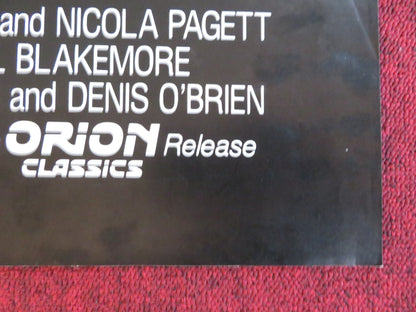 and NICOLA PAGETT
BLAKEMORE
and DENIS O'BRIEN
ORION Release
CLASSICS